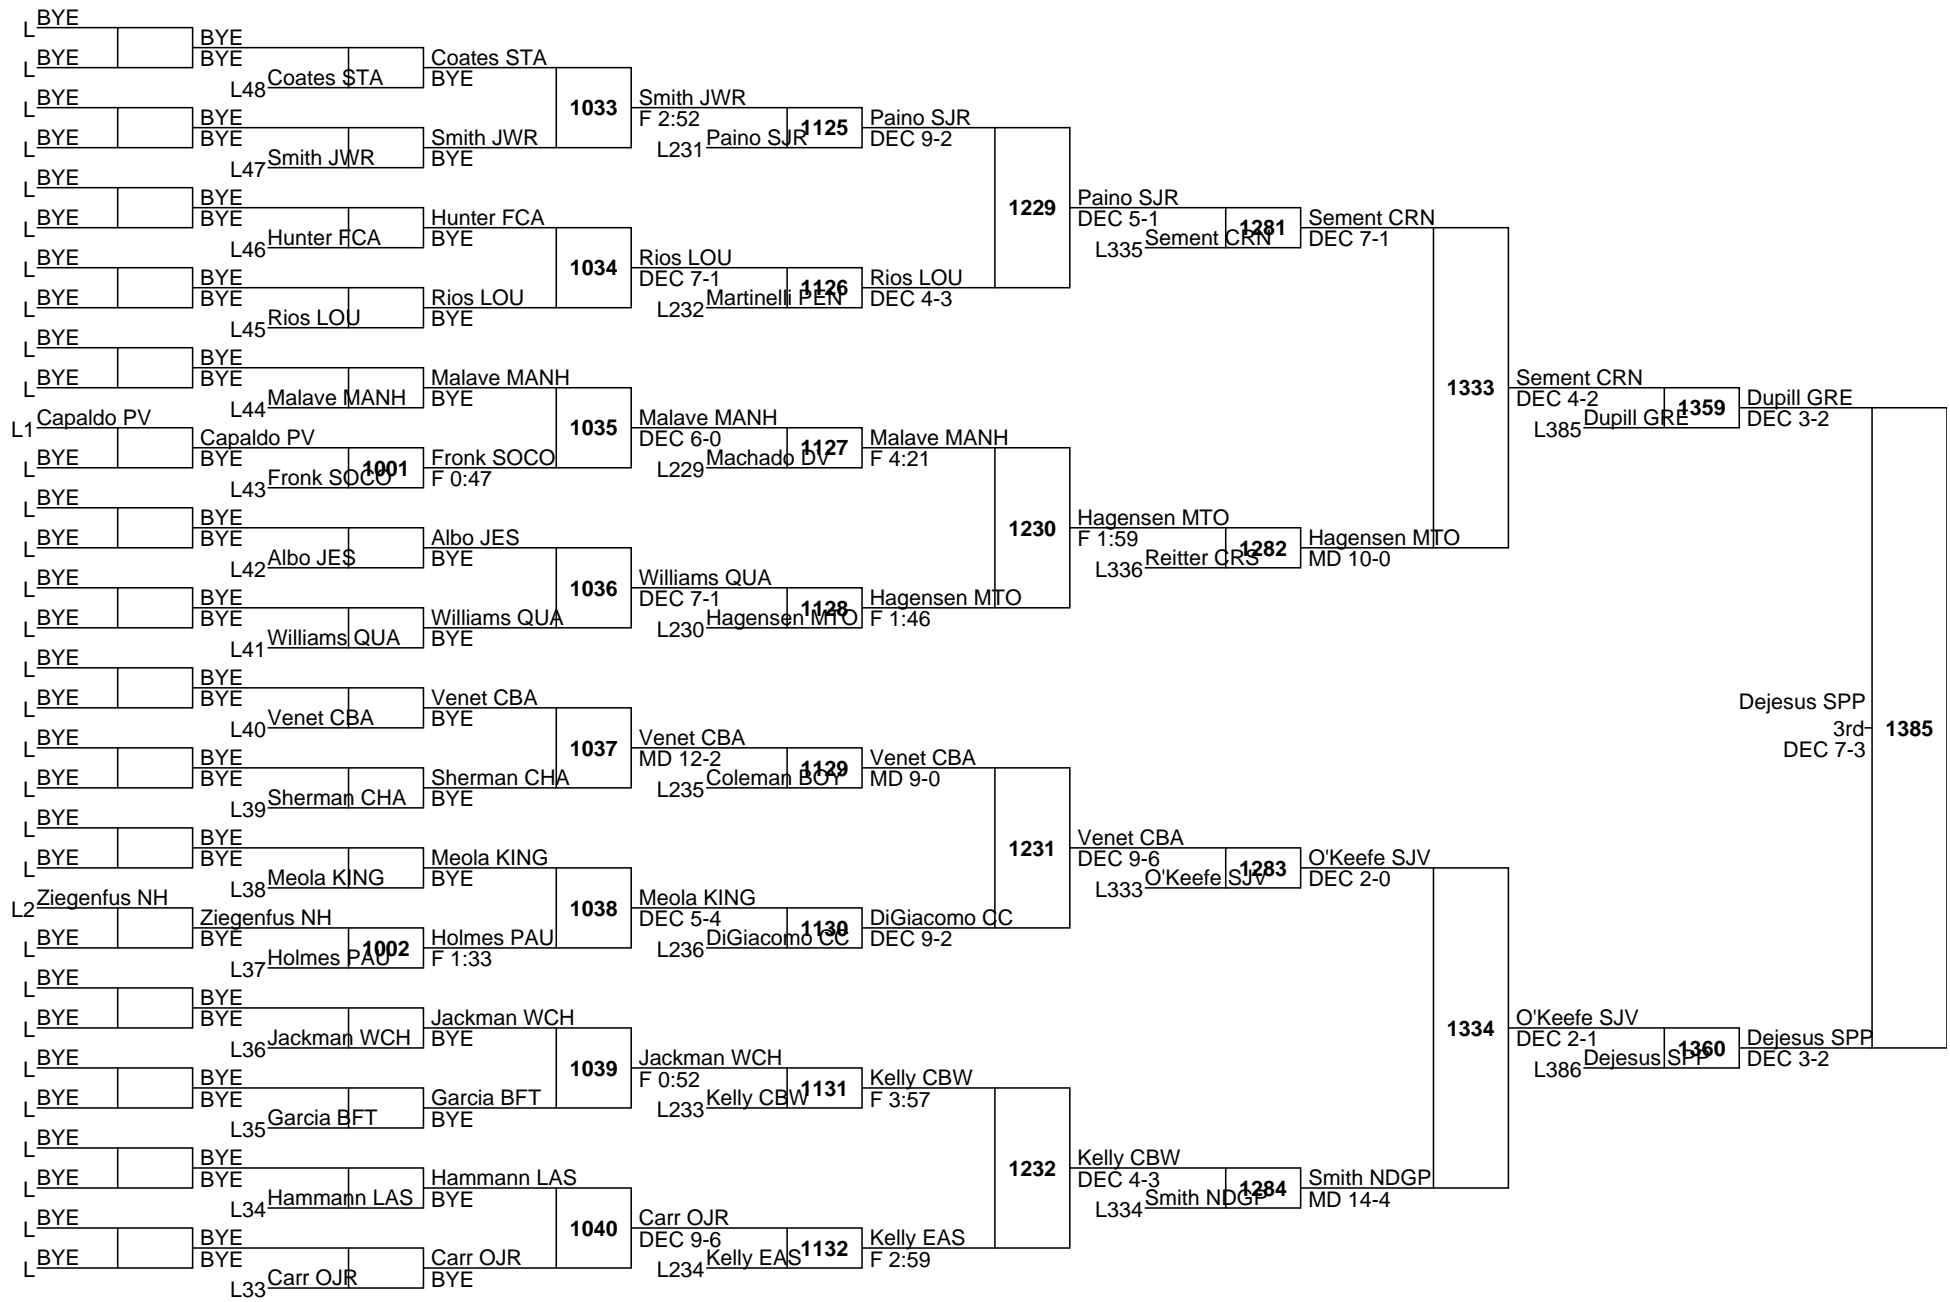 L BYE
L BYE
BYE
BYE
L48 Coates STA
Coates STA
BYE
L BYE
L BYE
BYE
BYE
L47 Smith JWR
Smith JWR
BYE
1033
Smith JWR
F 2:52
L231 Paino SJR
1125
Paino SJR
DEC 9-2
L BYE
L BYE
BYE
BYE
L46 Hunter FCA
Hunter FCA
BYE
L BYE
L BYE
BYE
BYE
L45 Rios LOU
Rios LOU
BYE
1034
Rios LOU
DEC 7-1
L232 Martinelli PEN
1126
Rios LOU
DEC 4-3
1229
Paino SJR
DEC 5-1
L335 Sement CRN
1281
Sement CRN
DEC 7-1
L BYE
L BYE
BYE
BYE
L44 Malave MANH
Malave MANH
BYE
L1 Capaldo PV
L BYE
Capaldo PV
BYE
L43 Fronk SOCO
1001
Fronk SOCO
F 0:47
1035
Malave MANH
DEC 6-0
L229 Machado DV
1127
Malave MANH
F 4:21
L BYE
L BYE
BYE
BYE
L42 Albo JES
Albo JES
BYE
L BYE
L BYE
BYE
BYE
L41 Williams QUA
Williams QUA
BYE
1036
Williams QUA
DEC 7-1
L230 Hagensen MTO
1128
Hagensen MTO
F 1:46
1230
Hagensen MTO
F 1:59
L336 Reitter CRS
1282
Hagensen MTO
MD 10-0
1333
Sement CRN
DEC 4-2
L385 Dupill GRE
1359
Dupill GRE
DEC 3-2
L BYE
L BYE
BYE
BYE
L40 Venet CBA
Venet CBA
BYE
L BYE
L BYE
BYE
BYE
L39 Sherman CHA
Sherman CHA
BYE
1037
Venet CBA
MD 12-2
L235 Coleman BOY
1129
Venet CBA
MD 9-0
L BYE
L BYE
BYE
BYE
L38 Meola KING
Meola KING
BYE
L2 Ziegenfus NH
L BYE
Ziegenfus NH
BYE
L37 Holmes PAU
1002
Holmes PAU
F 1:33
1038
Meola KING
DEC 5-4
L236 DiGiacomo CC
1130
DiGiacomo CC
DEC 9-2
1231
Venet CBA
DEC 9-6
L333 O'Keefe SJV
1283
O'Keefe SJV
DEC 2-0
L BYE
L BYE
BYE
BYE
L36 Jackman WCH
Jackman WCH
BYE
L BYE
L BYE
BYE
BYE
L35 Garcia BFT
Garcia BFT
BYE
1039
Jackman WCH
F 0:52
L233 Kelly CBW
1131
Kelly CBW
F 3:57
L BYE
L BYE
BYE
BYE
L34 Hammann LAS
Hammann LAS
BYE
L BYE
L BYE
BYE
BYE
L33 Carr OJR
Carr OJR
BYE
1040
Carr OJR
DEC 9-6
L234 Kelly EAS
1132
Kelly EAS
F 2:59
1232
Kelly CBW
DEC 4-3
L334 Smith NDGP
1284
Smith NDGP
MD 14-4
1334
O'Keefe SJV
DEC 2-1
L386 Dejesus SPP
1360
Dejesus SPP
DEC 3-2
Dejesus SPP
3rd
DEC 7-3
1385